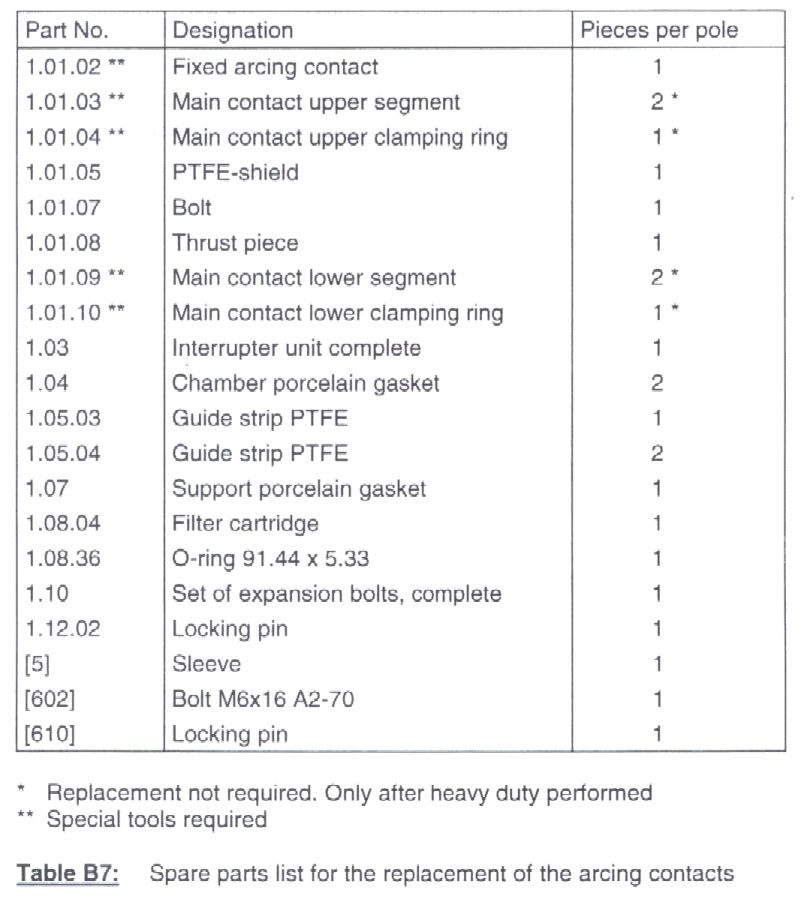 Part No. Designation Pieces per pole
1.01.02 ** Fixed arcing contact 1
1.01.03 ** Main contact upper segment 2 *
1.01.04 ** Main contact upper clamping ring 1 *
1.01.05 PTFE-shield 1
1.01.07 Bolt 1
1.01.08 Thrust piece 1
1.01.09 ** Main contact lower segment 2 *
1.01.10 ** Main contact lower clamping ring 1 *
1.03 Interrupter unit complete 1
1.04 Chamber porcelain gasket 2
1.05.03 Guide strip PTFE 1
1.05.04 Guide strip PTFE 2
1.07 Support porcelain gasket 1
1.08.04 Filter cartridge 1
1.08.36 O-ring 91.44 x 5.33 1
1.10 Set of expansion bolts, complete 1
1.12.02 Locking pin 1
[5] Sleeve 1
[602] Bolt M6x16 A2-70 1
[610] Locking pin 1
* Replacement not required. Only after heavy duty performed
** Special tools required
Table B7: Spare parts list for the replacement of the arcing contacts